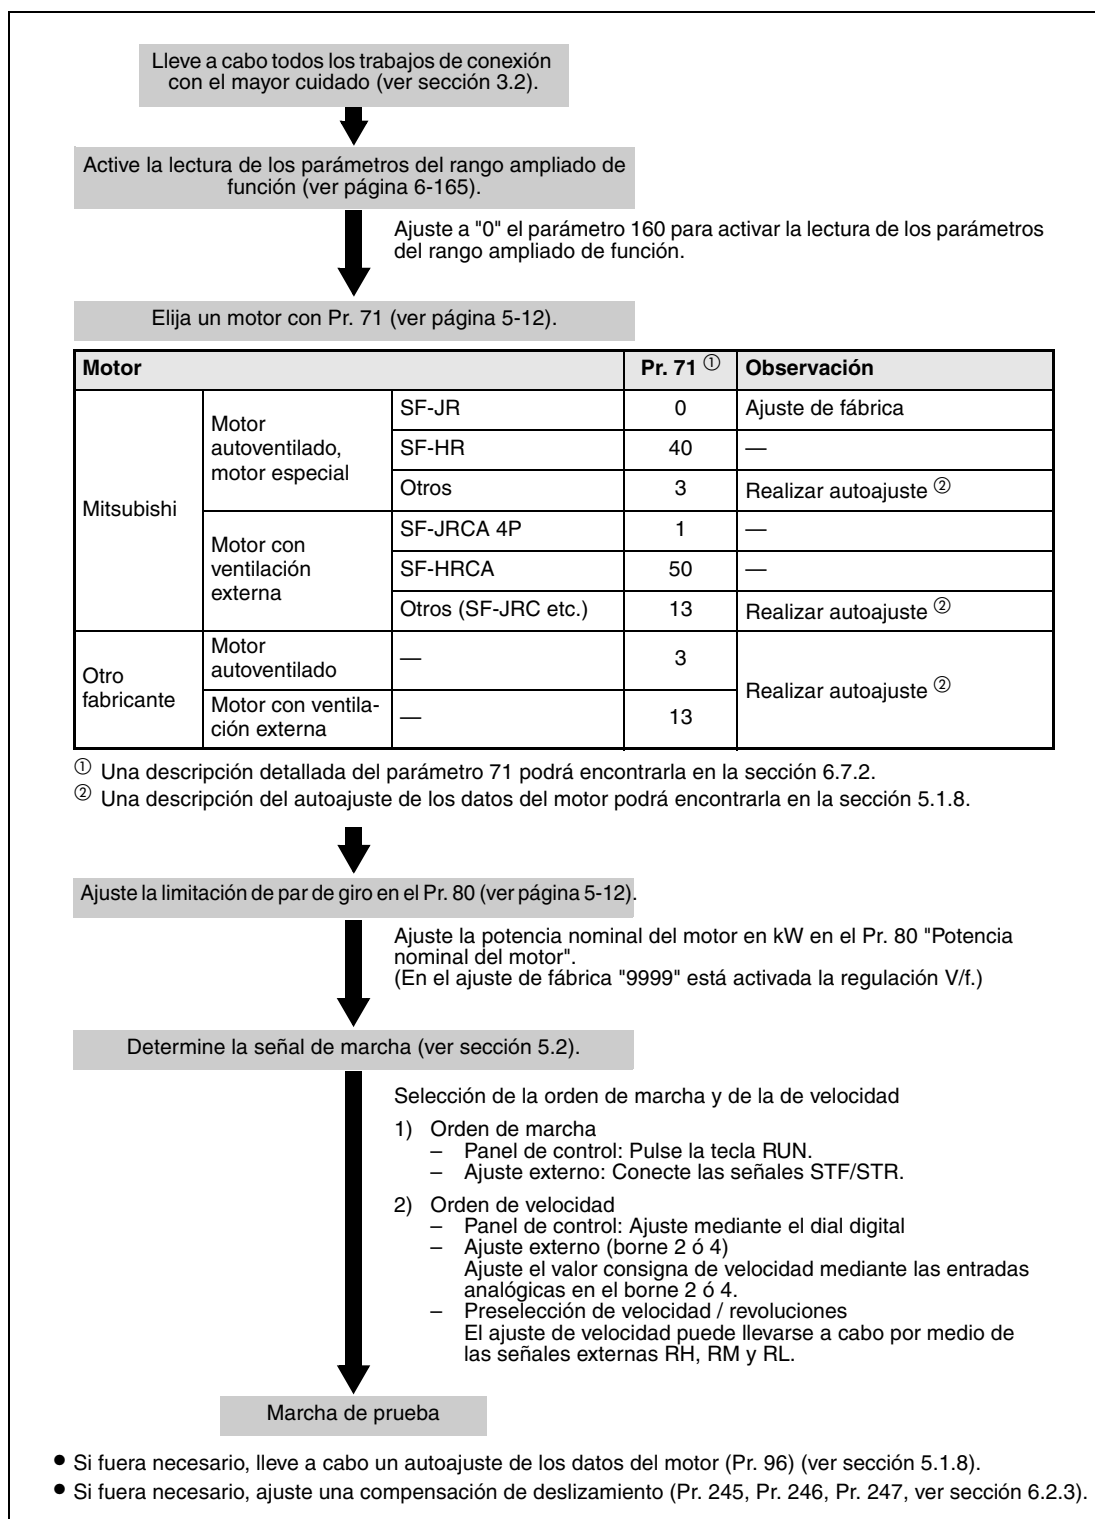 Lleve a cabo todos los trabajos de conexión
con el mayor cuidado (ver sección 3.2).
Active la lectura de los parámetros del rango ampliado de
función (ver página 6-165).
Ajuste a "0" el parámetro 160 para activar la lectura de los parámetros
del rango ampliado de función.
Elija un motor con Pr. 71 (ver página 5-12).
Motor Pr. 71 ① Observación
Mitsubishi
Motor
autoventilado,
motor especial
SF-JR 0 Ajuste de fábrica
SF-HR 40 —
Otros 3 Realizar autoajuste ②
Motor con
ventilación
externa
SF-JRCA 4P 1 —
SF-HRCA 50 —
Otros (SF-JRC etc.) 13 Realizar autoajuste ②
Otro
fabricante
Motor
autoventilado
— 3
Realizar autoajuste ②
Motor con ventila-
ción externa
— 13
① Una descripción detallada del parámetro 71 podrá encontrarla en la sección 6.7.2.
② Una descripción del autoajuste de los datos del motor podrá encontrarla en la sección 5.1.8.
Ajuste la limitación de par de giro en el Pr. 80 (ver página 5-12).
Ajuste la potencia nominal del motor en kW en el Pr. 80 "Potencia
nominal del motor".
(En el ajuste de fábrica "9999" está activada la regulación V/f.)
Determine la señal de marcha (ver sección 5.2).
Selección de la orden de marcha y de la de velocidad
1) Orden de marcha
– Panel de control: Pulse la tecla RUN.
– Ajuste externo: Conecte las señales STF/STR.
2) Orden de velocidad
– Panel de control: Ajuste mediante el dial digital
– Ajuste externo (borne 2 ó 4)
Ajuste el valor consigna de velocidad mediante las entradas
analógicas en el borne 2 ó 4.
– Preselección de velocidad / revoluciones
El ajuste de velocidad puede llevarse a cabo por medio de
las señales externas RH, RM y RL.
Marcha de prueba
● Si fuera necesario, lleve a cabo un autoajuste de los datos del motor (Pr. 96) (ver sección 5.1.8).
● Si fuera necesario, ajuste una compensación de deslizamiento (Pr. 245, Pr. 246, Pr. 247, ver sección 6.2.3).